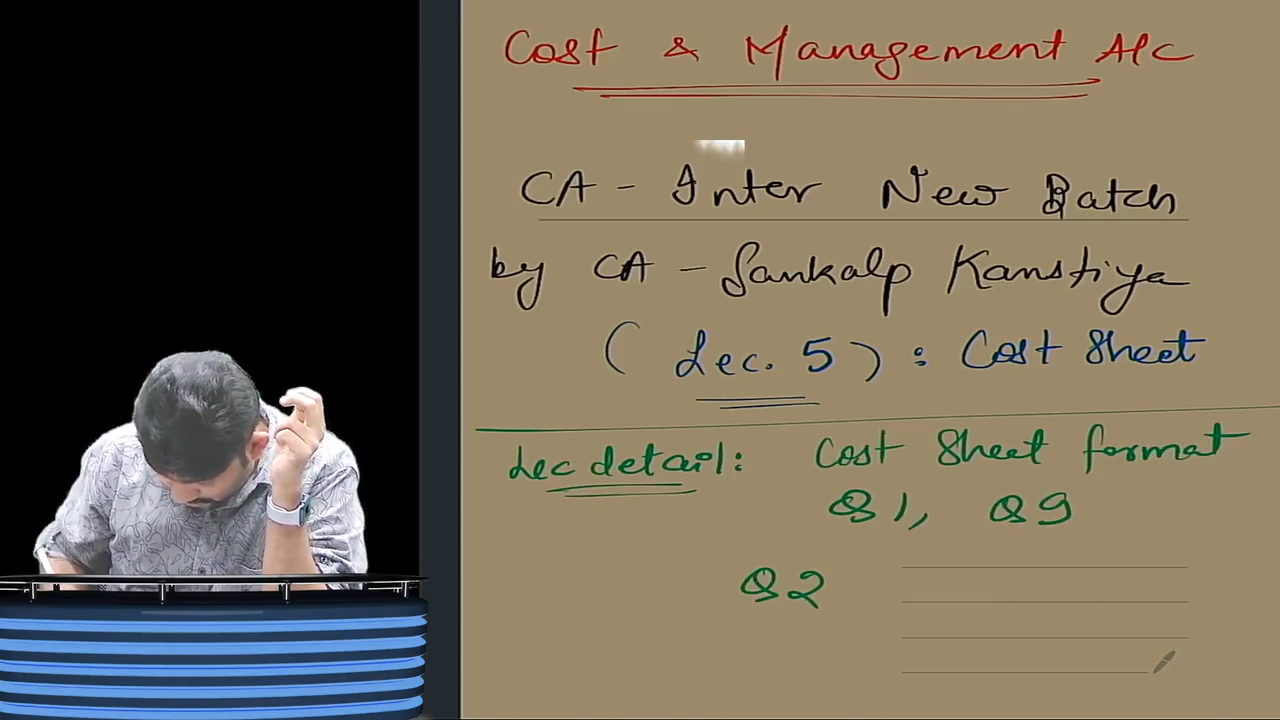 Cost & Management A/c
CA - Inter New Batch
by CA - Sankalp Kanstiya
( Lec. 5 ) : Cost Sheet
Lec detail: Cost Sheet format
Q1, Q9
Q2